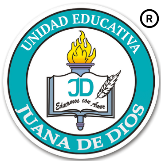 UNIDAD EDUCATIVA
®
JD
Educamos con Amor
JUANA DE DIOS